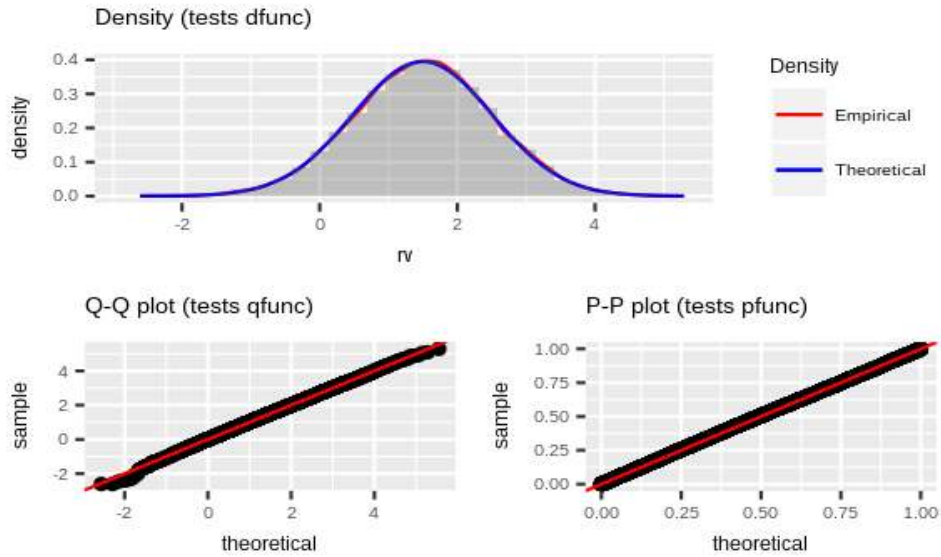 Density (tests dfunc)
density
0.4
0.3
0.2
0.1
0.0
-2
0
2
4
rv
Density
Empirical
Theoretical
Q-Q plot (tests qfunc)
sample
4
2
0
-2
-2
0
2
4
theoretical
P-P plot (tests pfunc)
sample
1.00
0.75
0.50
0.25
0.00
0.00
0.25
0.50
0.75
1.00
theoretical